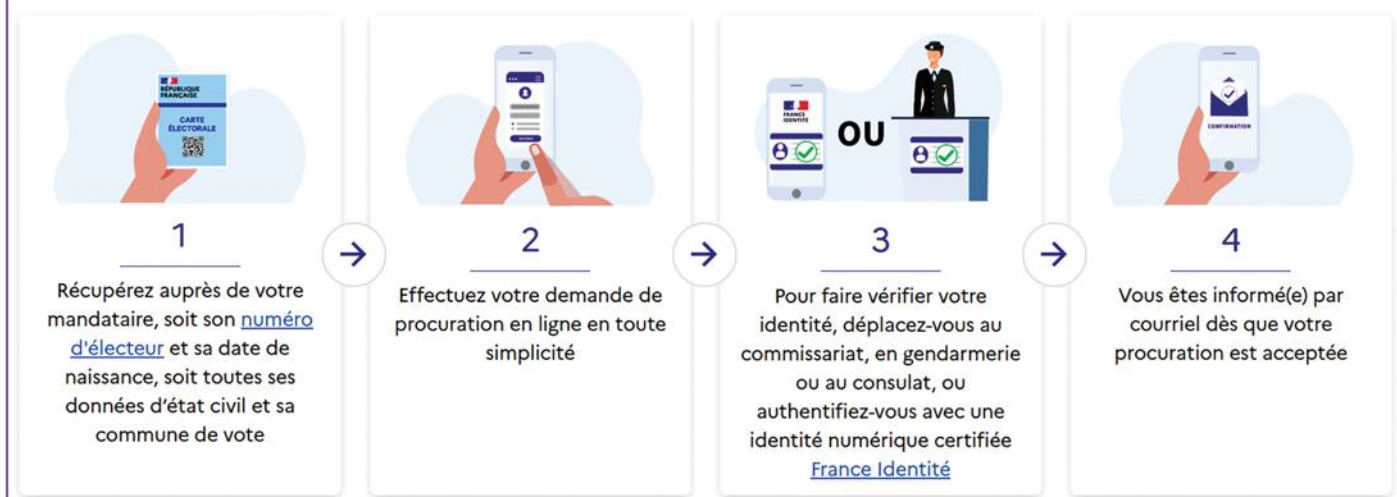 RÉPUBLIQUE
FRANÇAISE
CARTE
ÉLECTORALE
1
Récupérez auprès de votre
mandataire, soit son numéro
d'électeur et sa date de
naissance, soit toutes ses
données d'état civil et sa
commune de vote
2
Effectuez votre demande de
procuration en ligne en toute
simplicité
FRANCE
IDENTITÉ
OU
3
Pour faire vérifier votre
identité, déplacez-vous au
commissariat, en gendarmerie
ou au consulat, ou
authentifiez-vous avec une
identité numérique certifiée
France Identité
CONFIRMATION
4
Vous êtes informé(e) par
courriel dès que votre
procuration est acceptée